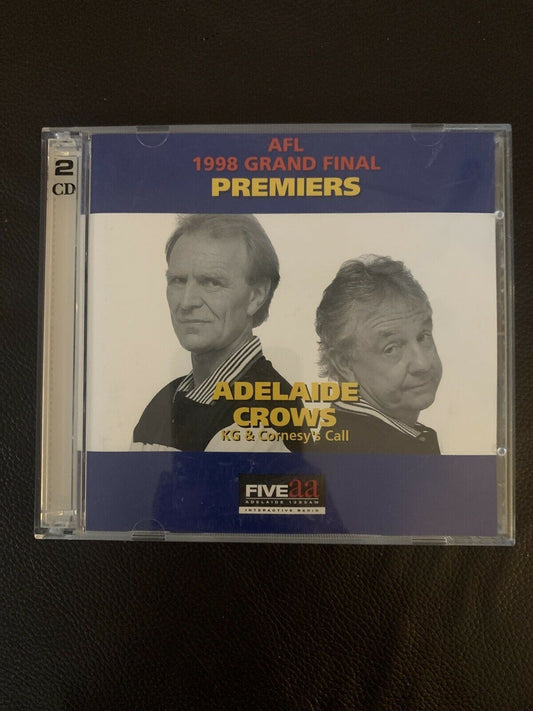 2
CD
AFL
1998 GRAND FINAL
PREMIERS
ADELAIDE
CROWS
KG & Cornesy's Call
FIVEaa
ADELAIDE 1395AM
INTERACTIVE RADIO